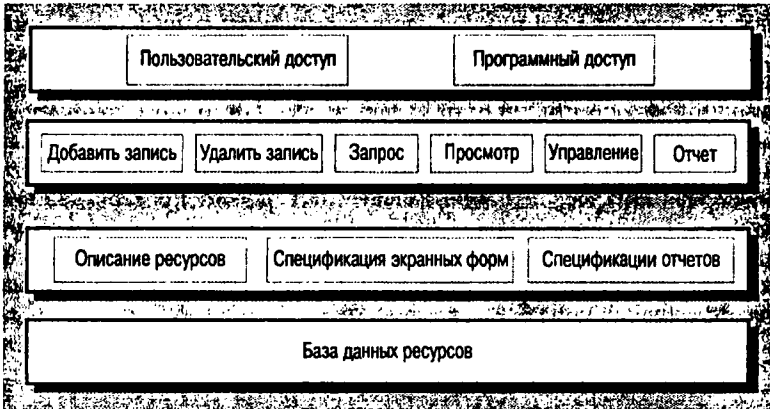 Пользовательский доступ Программный доступ
Добавить запись Удалить запись Запрос Просмотр Управление Отчет
Описание ресурсов Спецификация экранных форм Спецификации отчетов
База данных ресурсов